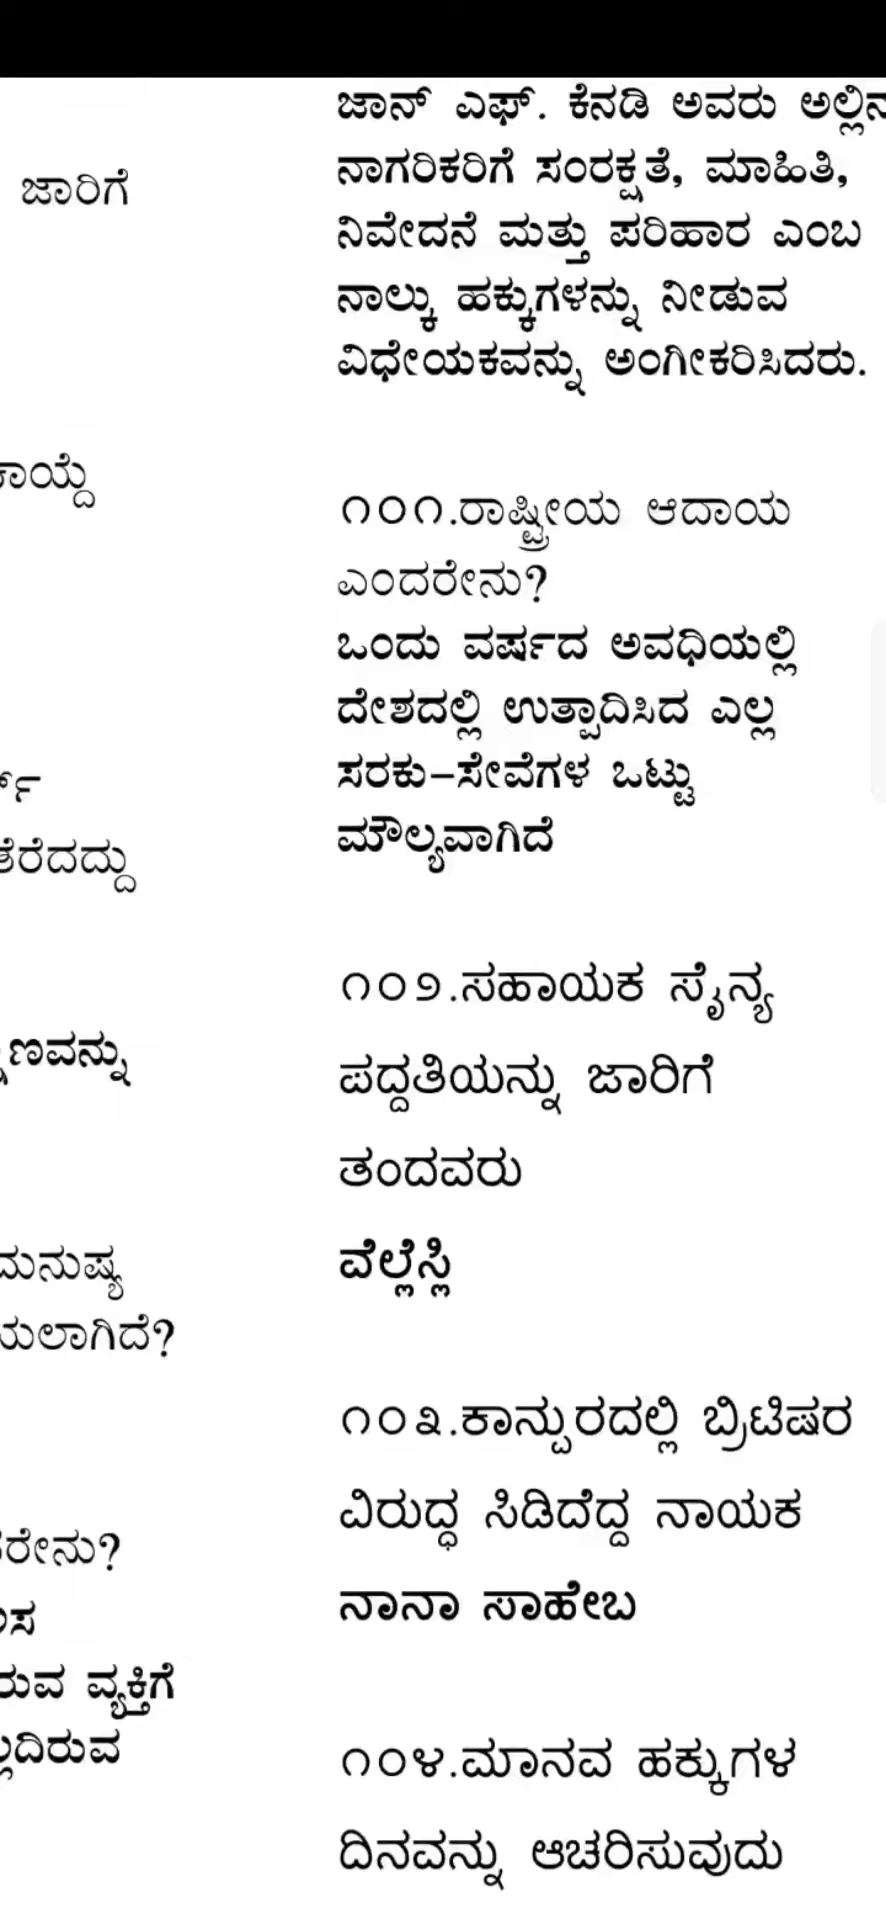 ಜಾರಿಗೆ
ತೆರೆದದ್ದು
ಮನುಷ್ಯ
ವ್ಯಕ್ತಿಗೆ
ಜಾನ್ ಎಫ್. ಕೆನಡಿ ಅವರು
ನಾಗರಿಕರಿಗೆ ಸಂರಕ್ಷತೆ, ಮಾಹಿತಿ,
ನಿವೇದನೆ ಮತ್ತು ಪರಿಹಾರ ಎಂಬ
ನಾಲ್ಕು ಹಕ್ಕುಗಳನ್ನು ನೀಡುವ
ವಿಧೇಯಕವನ್ನು ಅಂಗೀಕರಿಸಿದರು.
೧೦೧.ರಾಷ್ಟ್ರೀಯ ಆದಾಯ
ಎಂದರೇನು?
ಒಂದು ವರ್ಷದ ಅವಧಿಯಲ್ಲಿ
ದೇಶದಲ್ಲಿ ಉತ್ಪಾದಿಸಿದ ಎಲ್ಲ
ಸರಕು–ಸೇವೆಗಳ ಒಟ್ಟು
ಮೌಲ್ಯವಾಗಿದೆ
೧೦೨.ಸಹಾಯಕ ಸೈನ್ಯ
ಪದ್ದತಿಯನ್ನು ಜಾರಿಗೆ
ತಂದವರು
ವೆಲ್ಲೆಸ್ಲಿ
೧೦೩.ಕಾನ್ಪುರದಲ್ಲಿ ಬ್ರಿಟಿಷರ
ವಿರುದ್ಧ ಸಿಡಿದೆದ್ದ ನಾಯಕ
ನಾನಾ ಸಾಹೇಬ
೧೦೪.ಮಾನವ ಹಕ್ಕುಗಳ
ದಿನವನ್ನು ಆಚರಿಸುವುದು